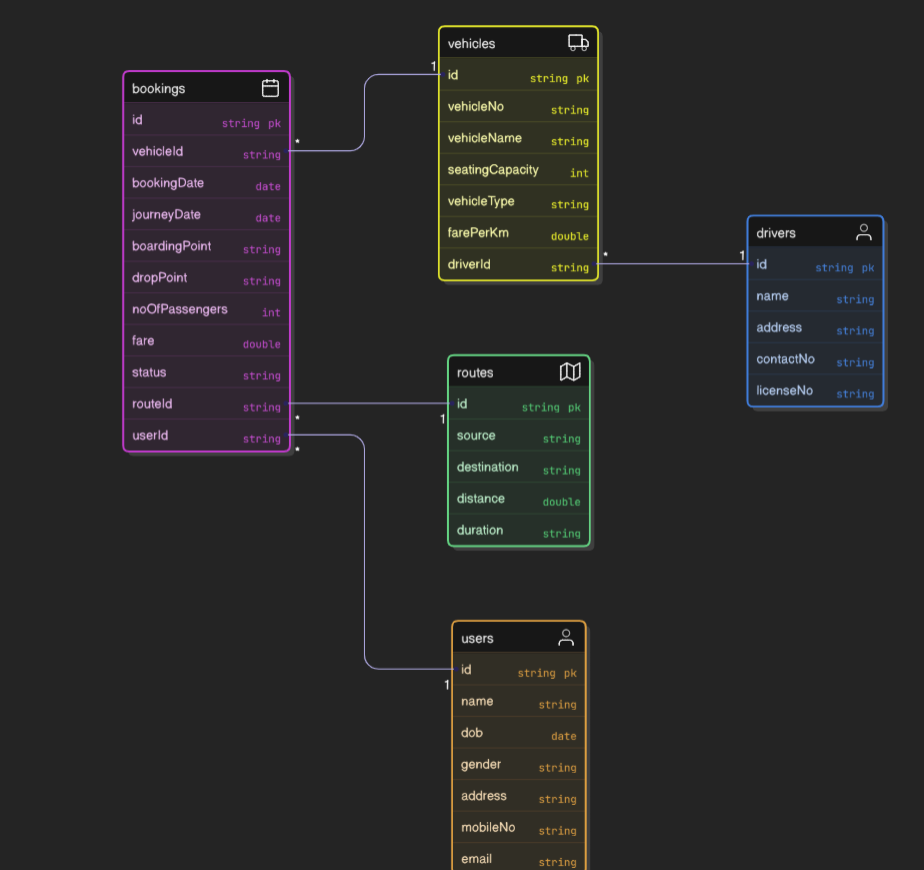 bookings
id string pk
vehicleId string
bookingDate date
journeyDate date
boardingPoint string
dropPoint string
noOfPassengers int
fare double
status string
routeId string
userId string
*
*
*
1
vehicles
id string pk
vehicleNo string
vehicleName string
seatingCapacity int
vehicleType string
farePerKm double
driverId string
*
1
drivers
id string pk
name string
address string
contactNo string
licenseNo string
1
routes
id string pk
source string
destination string
distance double
duration string
1
users
id string pk
name string
dob date
gender string
address string
mobileNo string
email string